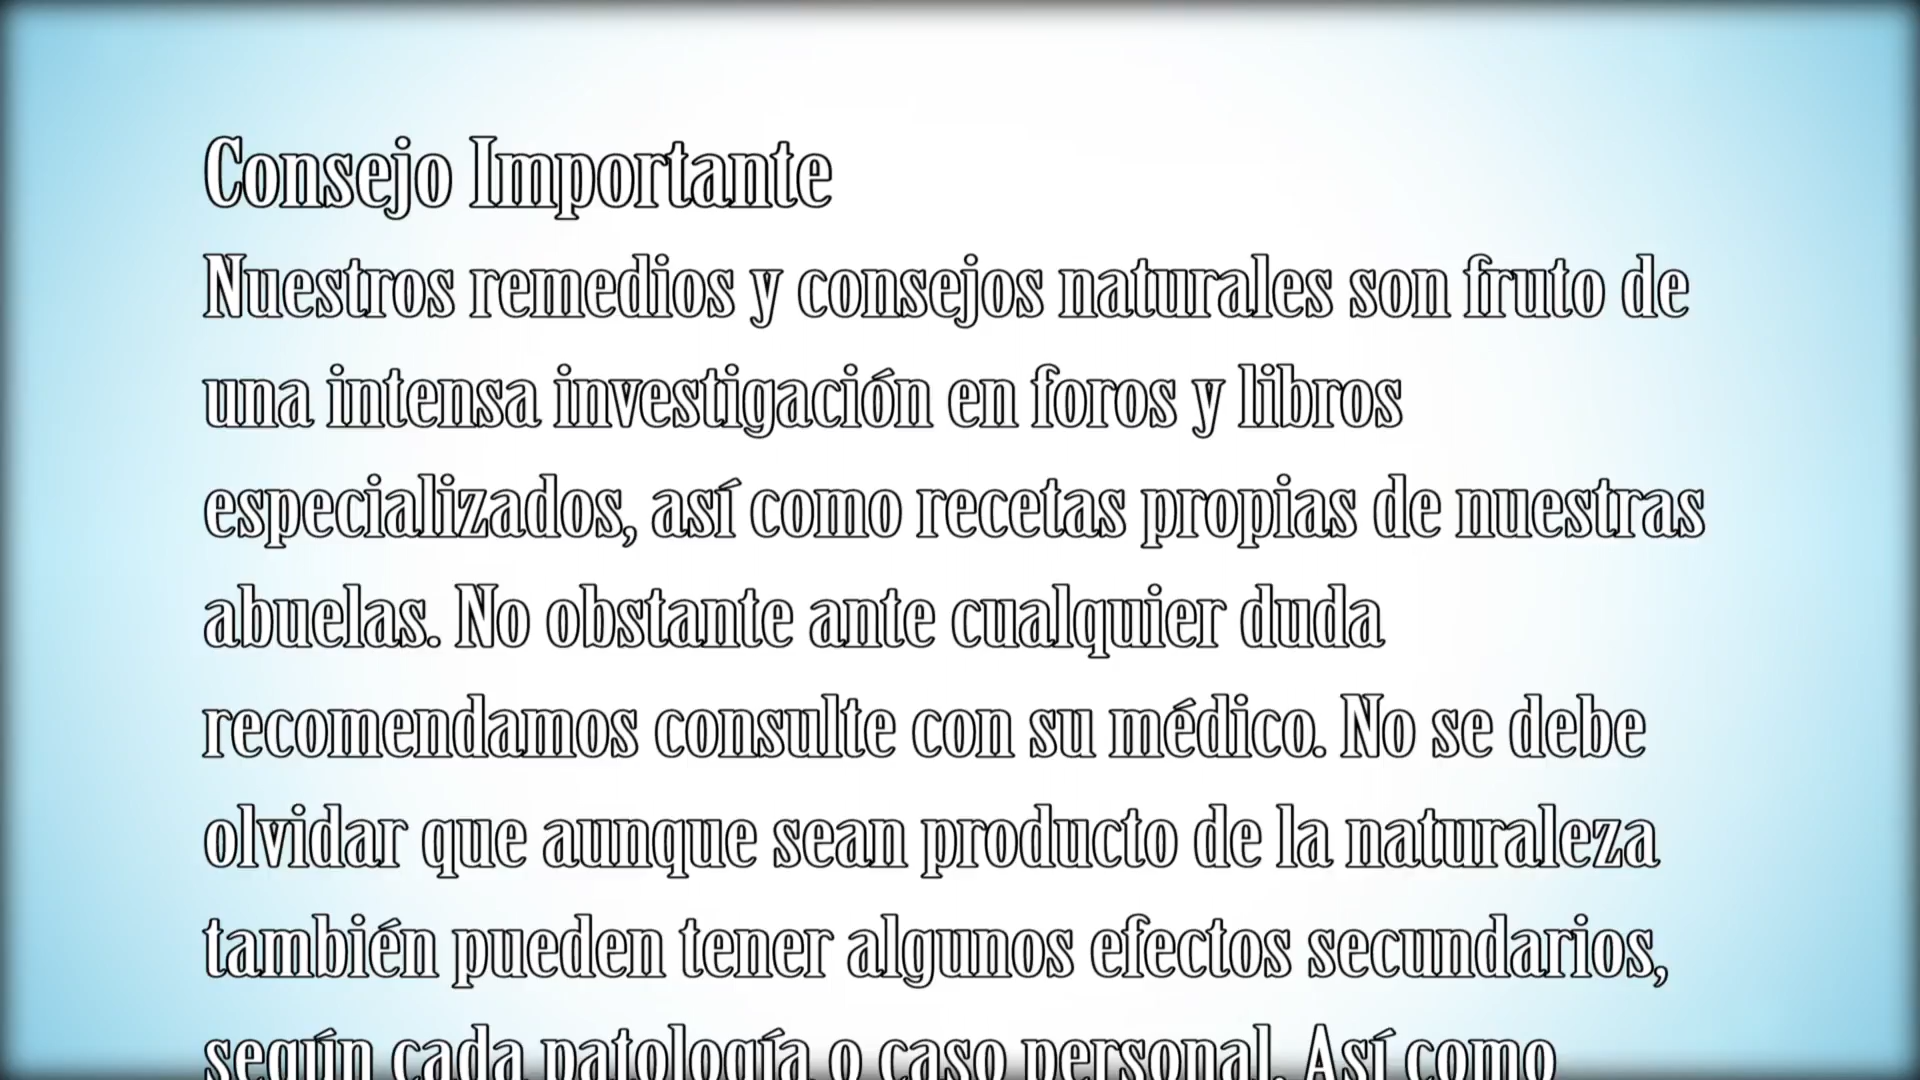 Consejo Importante
Nuestros remedios y consejos naturales son fruto de
una intensa investigación en foros y libros
especializados, así como recetas propias de nuestras
abuelas. No obstante ante cualquier duda
recomendamos consulte con su médico. No se debe
olvidar que aunque sean producto de la naturaleza
también pueden tener algunos efectos secundarios,
según cada patología o caso personal. Así como